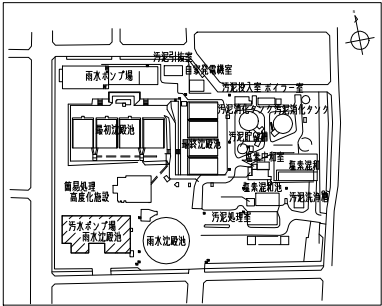 汚泥引抜室
自家発電機室
雨水ポンプ場
汚泥投入室 ボイラー室
汚泥消化タンク
汚泥消化タンク
最初沈殿池
最終沈殿池
汚泥貯留槽
塩素中和室
塩素混和
簡易処理
高度化施設
塩素混和池
汚泥洗浄槽
汚泥処理室
汚水ポンプ場
雨水沈殿池
雨水沈殿池